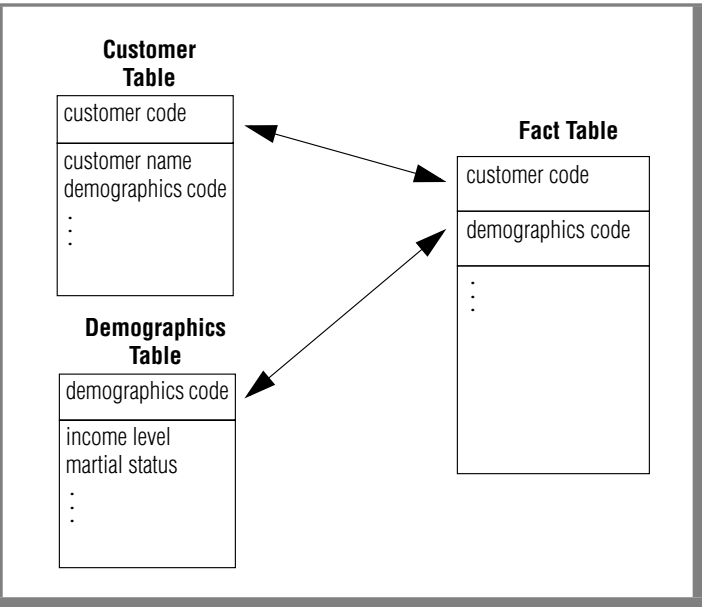 Customer
Table
customer code
customer name
demographics code
.
.
.
Demographics
Table
demographics code
income level
martial status
.
.
.
Fact Table
customer code
demographics code
.
.
.